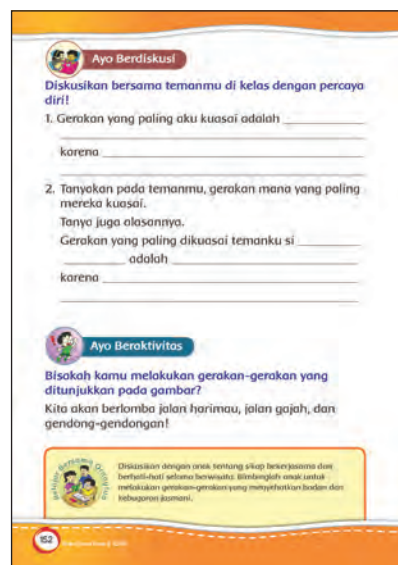 Ayo Berdiskusi
Diskusikan bersama temanmu di kelas dengan percaya
diri!
1. Gerakan yang paling aku kuasai adalah
karena
2. Tanyakan pada temanmu, gerakan mana yang paling
mereka kuasai.
Tanya juga alasannya.
Gerakan yang paling dikuasai temanku si
adalah
karena
Ayo Beraktivitas
Bisakah kamu melakukan gerakan-gerakan yang
ditunjukkan pada gambar?
Kita akan berlomba jalan harimau, jalan gajah, dan
gendong-gendongan!
Belajar Bersama Orangtua
Diskusikan dengan anak tentang sikap bekerjasama dan
berhati-hati selama berwisata. Bimbinglah anak untuk
melakukan gerakan-gerakan yang menyehatkan badan dan
kebugaran jasmani.
152